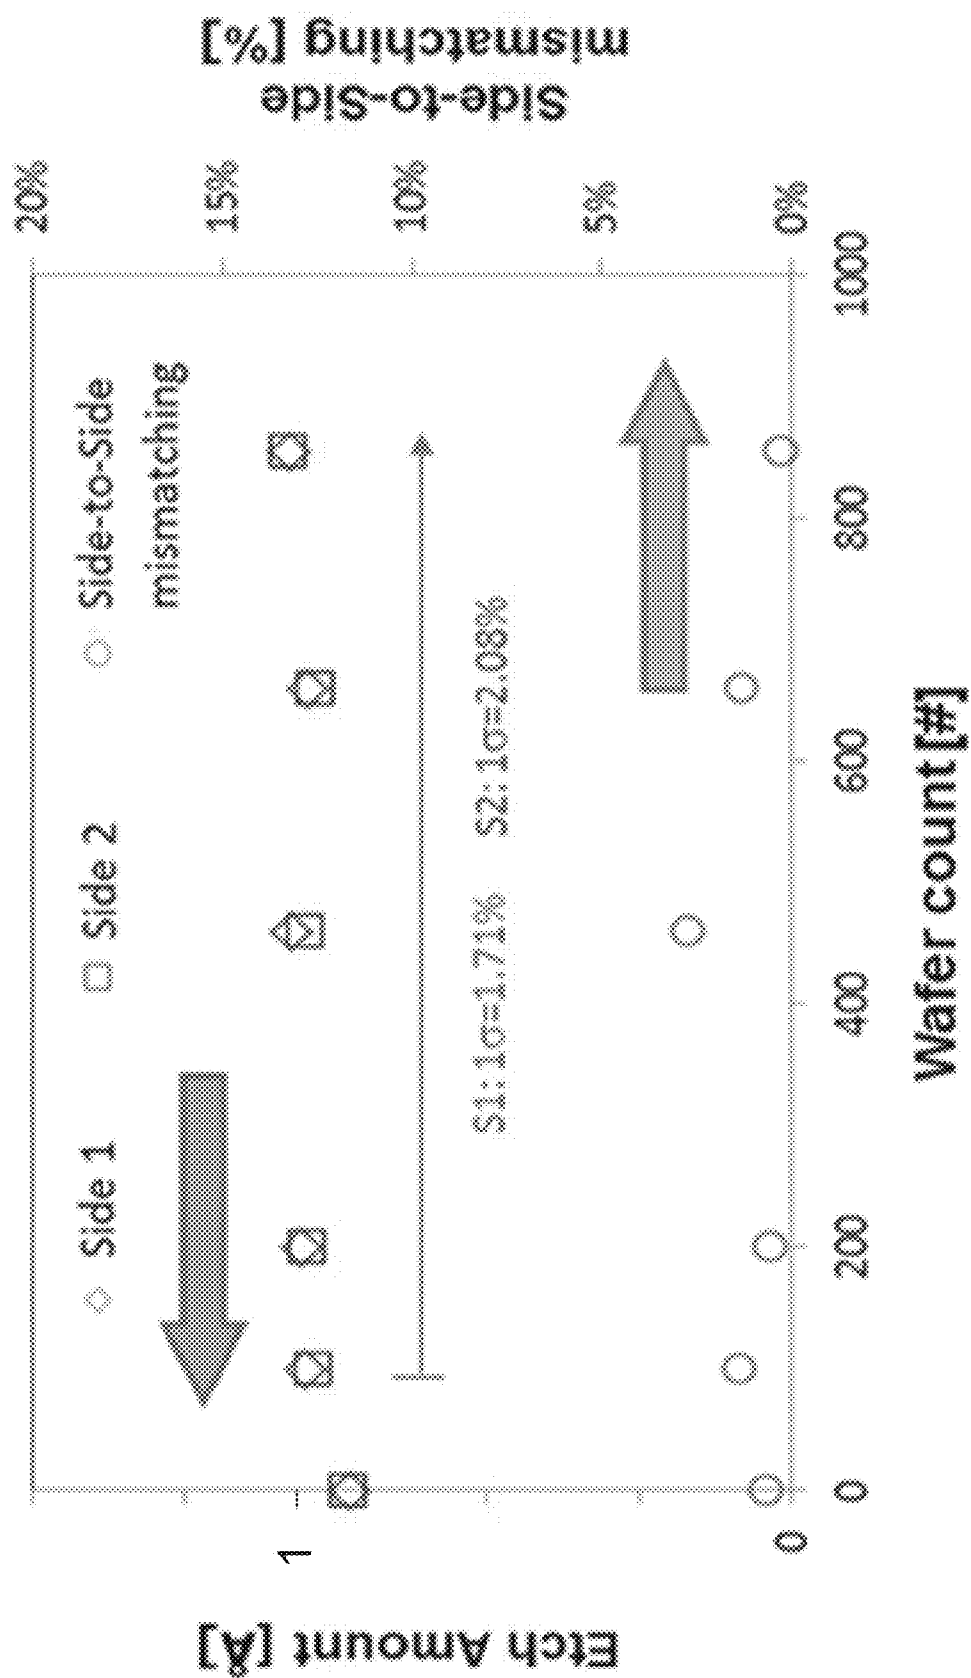 Etch Amount [Å]
1
0
Side 1
Side 2
Side-to-Side
mismatching
S1: 1σ=1.71%
S2: 1σ=2.08%
20%
15%
10%
5%
0%
Side-to-Side
mismatching [%]
0
200
400
600
800
1000
Wafer count [#]